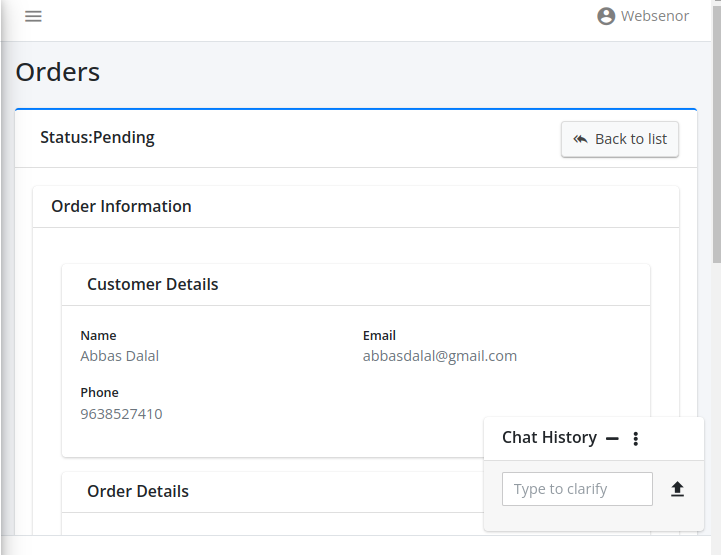 Websenor
Orders
Status:Pending
Back to list
Order Information
Customer Details
Name
Email
Abbas Dalal
abbasdalal@gmail.com
Phone
9638527410
Chat History
Type to clarify
Order Details